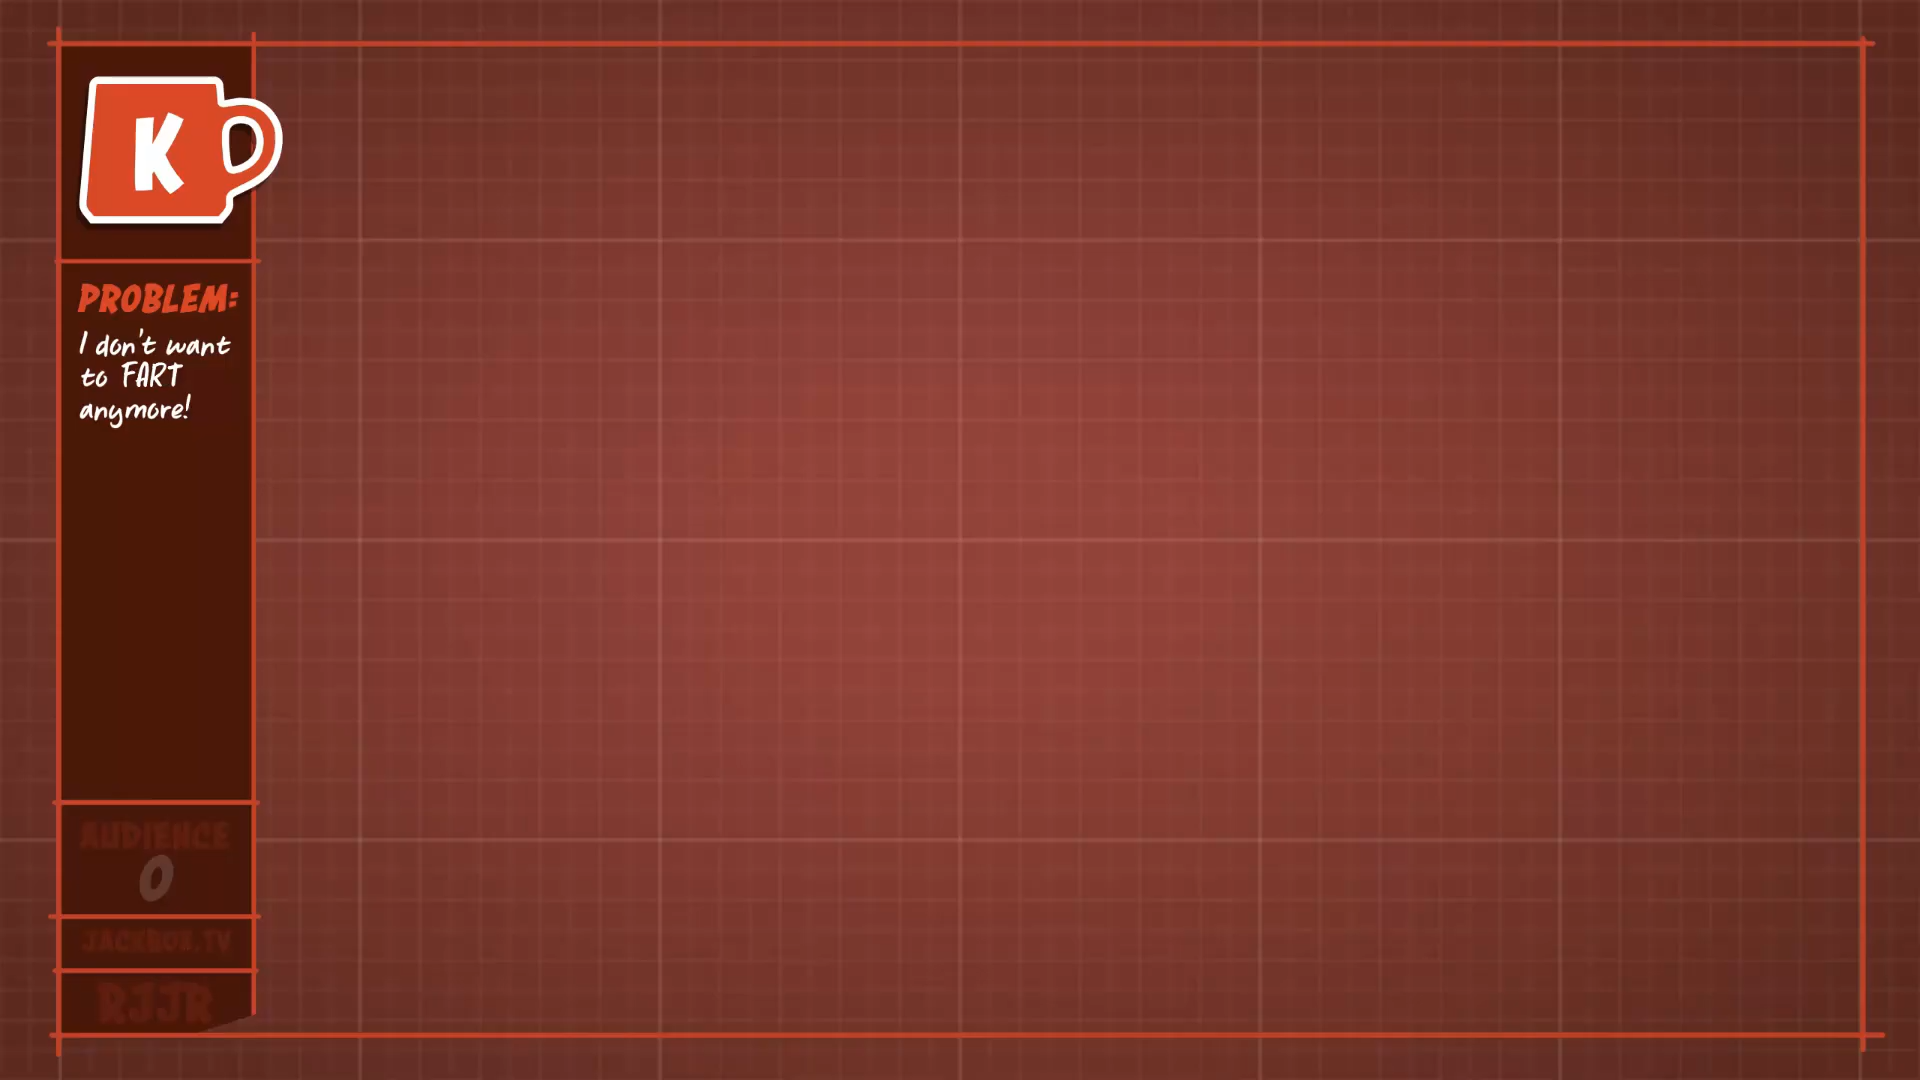 K
PROBLEM:
I don't want
to FART
anymore!
AUDIENCE
0
JACKBOX.TV
RJJR